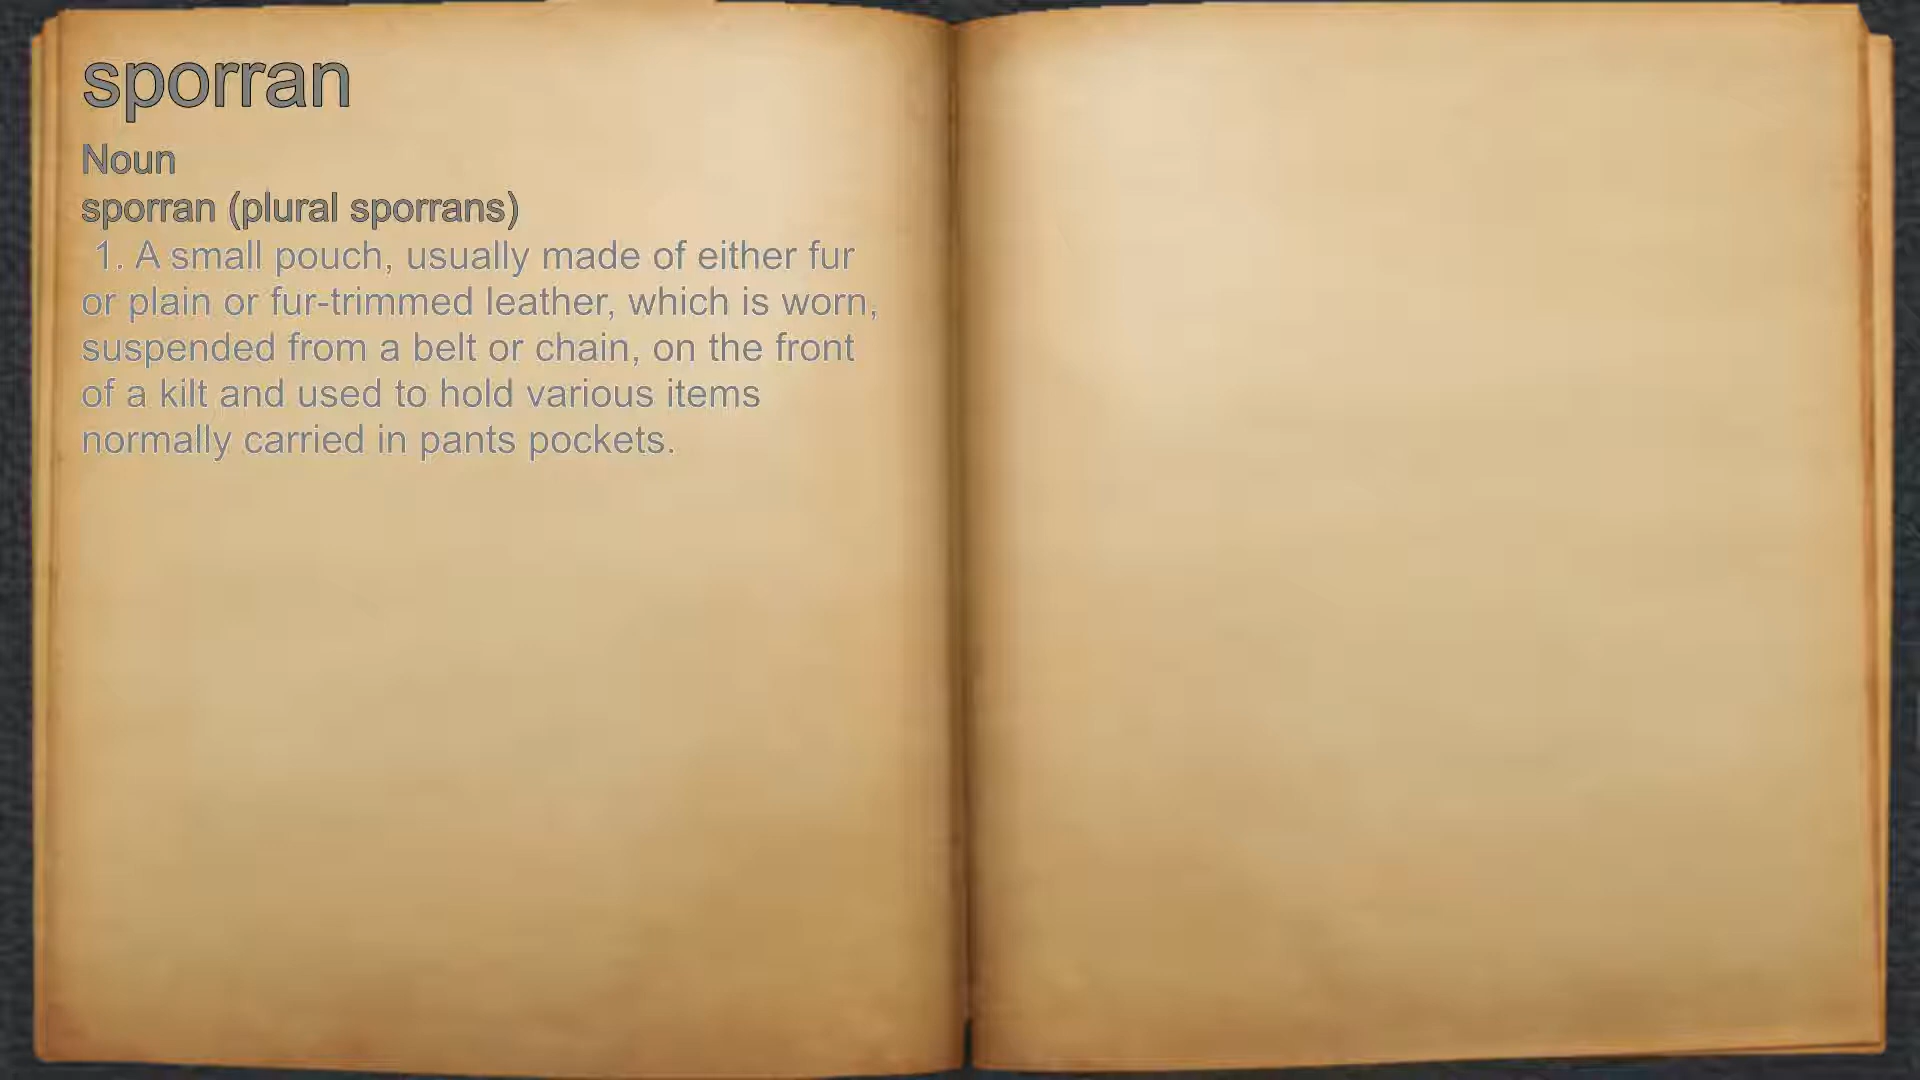 sporran
Noun
sporran (plural sporrans)
1. A small pouch, usually made of either fur
or plain or fur-trimmed leather, which is worn,
suspended from a belt or chain, on the front
of a kilt and used to hold various items
normally carried in pants pockets.